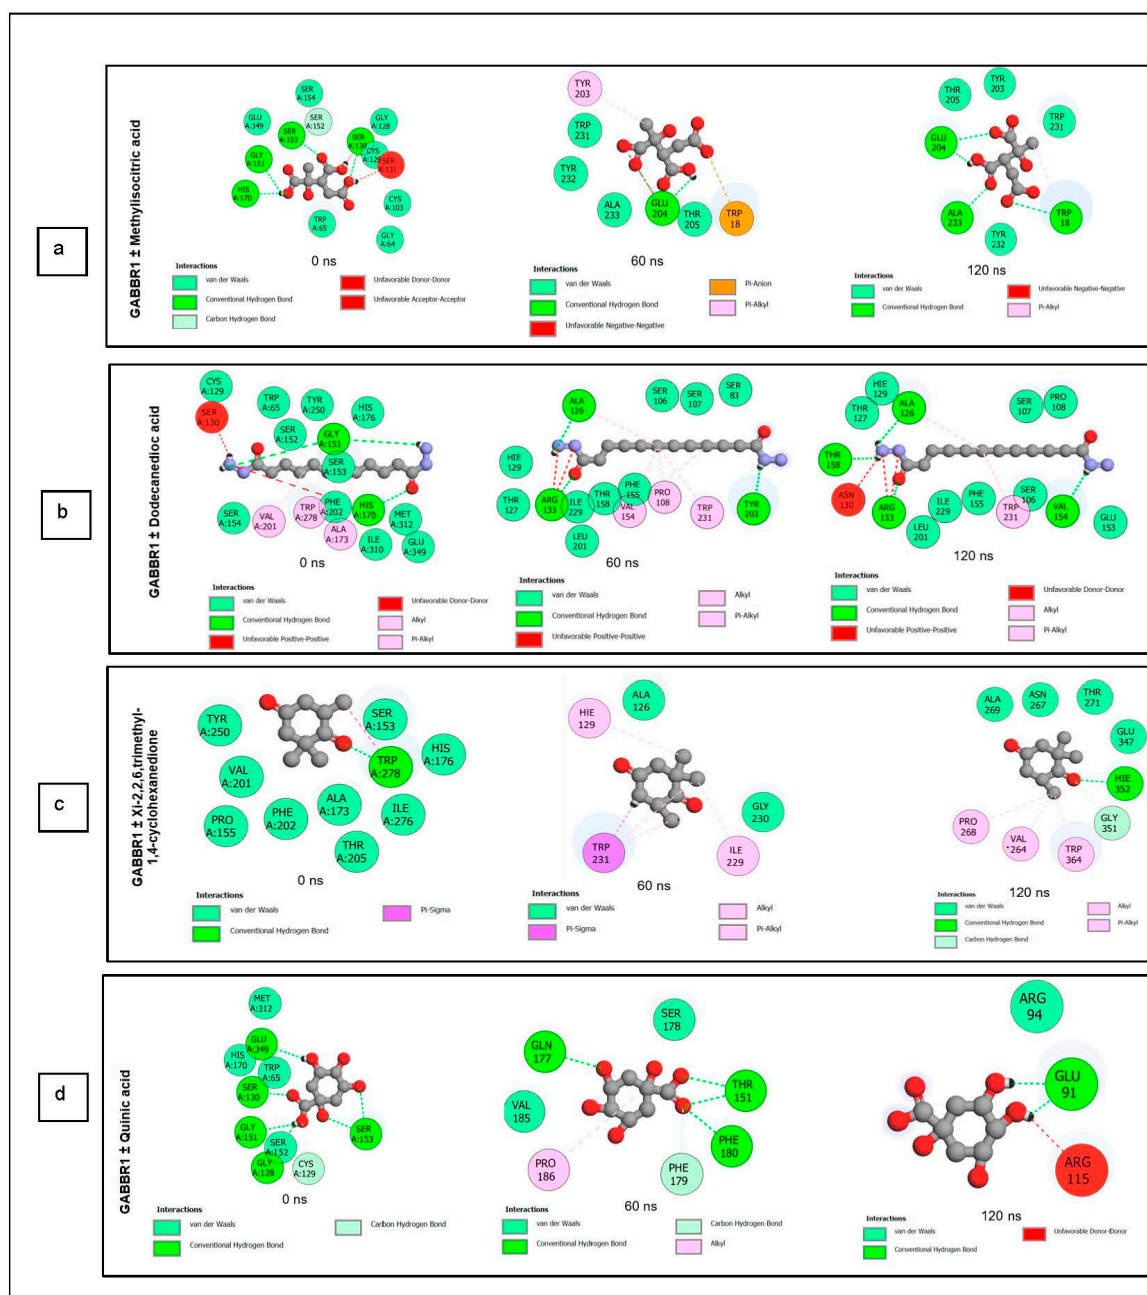 a
GABBR1 ± Methylisocitric acid
SER
A:154
GLU
A:349
SER
A:152
GLY
A:128
SER
A:153
SER
A:130
CYS
A:129
GLY
A:151
SER
A:131
HIS
A:170
CYS
A:103
TRP
A:65
GLY
A:64
0 ns
Interactions
van der Waals
Conventional Hydrogen Bond
Carbon Hydrogen Bond
Unfavorable Donor-Donor
Unfavorable Acceptor-Acceptor
TYR
203
TRP
231
TYR
232
ALA
233
GLU
204
THR
205
TRP
18
60 ns
Interactions
van der Waals
Conventional Hydrogen Bond
Unfavorable Negative-Negative
Pi-Anion
Pi-Alkyl
TYR
203
THR
205
TRP
231
GLU
204
ALA
233
TYR
232
TRP
18
120 ns
Interactions
van der Waals
Conventional Hydrogen Bond
Unfavorable Negative-Negative
Pi-Alkyl
b
GABBR1 ± Dodecanedioc acid
CYS
A:129
SER
A:130
TRP
A:65
TYR
A:250
HIS
A:176
SER
A:152
GLY
A:151
SER
A:153
SER
A:154
VAL
A:201
TRP
A:278
PHE
A:202
HIS
A:170
ALA
A:173
MET
A:312
ILE
A:310
GLU
A:349
0 ns
Interactions
van der Waals
Conventional Hydrogen Bond
Unfavorable Positive-Positive
Unfavorable Donor-Donor
Alkyl
Pi-Alkyl
ALA
126
SER
106
SER
107
SER
83
HIE
129
THR
127
ARG
133
ILE
229
THR
158
PHE
155
VAL
154
PRO
108
TRP
231
TYR
203
LEU
201
60 ns
Interactions
van der Waals
Conventional Hydrogen Bond
Unfavorable Positive-Positive
Alkyl
Pi-Alkyl
HIE
129
THR
127
ALA
126
SER
107
PRO
108
THR
158
ASN
130
ARG
133
LEU
201
ILE
229
PHE
155
SER
106
TRP
231
VAL
154
GLU
153
120 ns
Interactions
van der Waals
Conventional Hydrogen Bond
Unfavorable Positive-Positive
Unfavorable Donor-Donor
Alkyl
Pi-Alkyl
c
GABBR1 ± Xi-2,2,6,trimethyl-
1,4-cyclohexanedione
TYR
A:250
SER
A:153
HIS
A:176
TRP
A:278
VAL
A:201
PRO
A:155
PHE
A:202
ALA
A:173
ILE
A:276
THR
A:205
0 ns
Interactions
van der Waals
Conventional Hydrogen Bond
Pi-Sigma
ALA
126
HIE
129
GLY
230
TRP
231
ILE
229
60 ns
Interactions
van der Waals
Pi-Sigma
Alkyl
Pi-Alkyl
ALA
269
ASN
267
THR
271
GLU
347
HIE
352
GLY
351
PRO
268
VAL
264
TRP
364
120 ns
Interactions
van der Waals
Conventional Hydrogen Bond
Carbon Hydrogen Bond
Alkyl
Pi-Alkyl
d
GABBR1 ± Quinic acid
MET
A:312
GLU
A:349
HIS
A:170
TRP
A:65
SER
A:130
GLY
A:151
SER
A:152
SER
A:153
GLY
A:128
CYS
A:129
0 ns
van der Waals
Conventional Hydrogen Bond
Carbon Hydrogen Bond
SER
178
GLN
177
THR
151
VAL
185
PHE
180
PRO
186
PHE
179
60 ns
Interactions
van der Waals
Conventional Hydrogen Bond
Carbon Hydrogen Bond
Alkyl
ARG
94
GLU
91
ARG
115
120 ns
Interactions
van der Waals
Conventional Hydrogen Bond
Unfavorable Donor-Donor